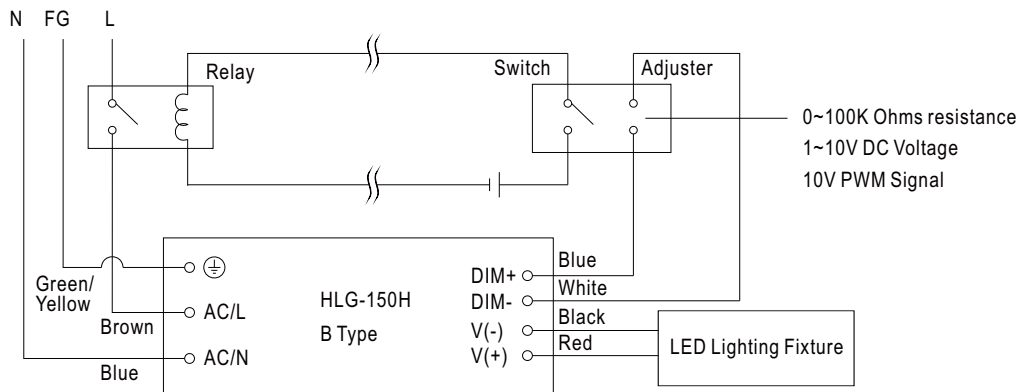 N FG L
Relay
Switch
Adjuster
0~100K Ohms resistance
1~10V DC Voltage
10V PWM Signal
Green/
Yellow
Brown
Blue
AC/L
AC/N
HLG-150H
B Type
DIM+
DIM-
V(-)
V(+)
Blue
White
Black
Red
LED Lighting Fixture